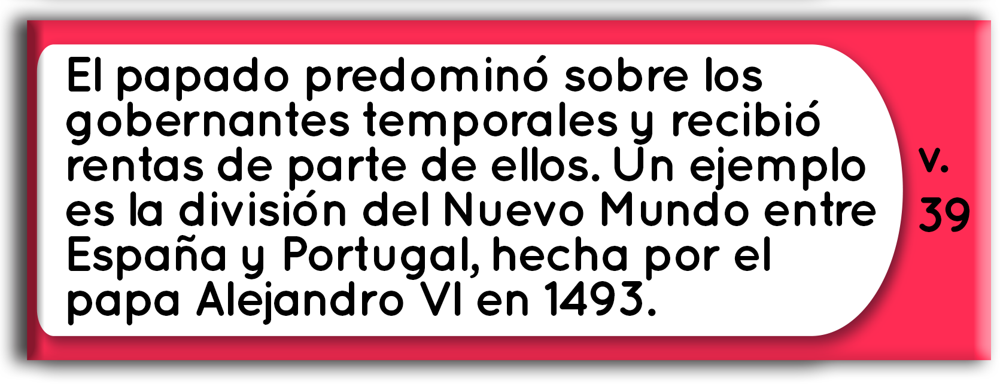 El papado predominó sobre los
gobernantes temporales y recibió
rentas de parte de ellos. Un ejemplo
es la división del Nuevo Mundo entre
España y Portugal, hecha por el
papa Alejandro VI en 1493.
v.
39